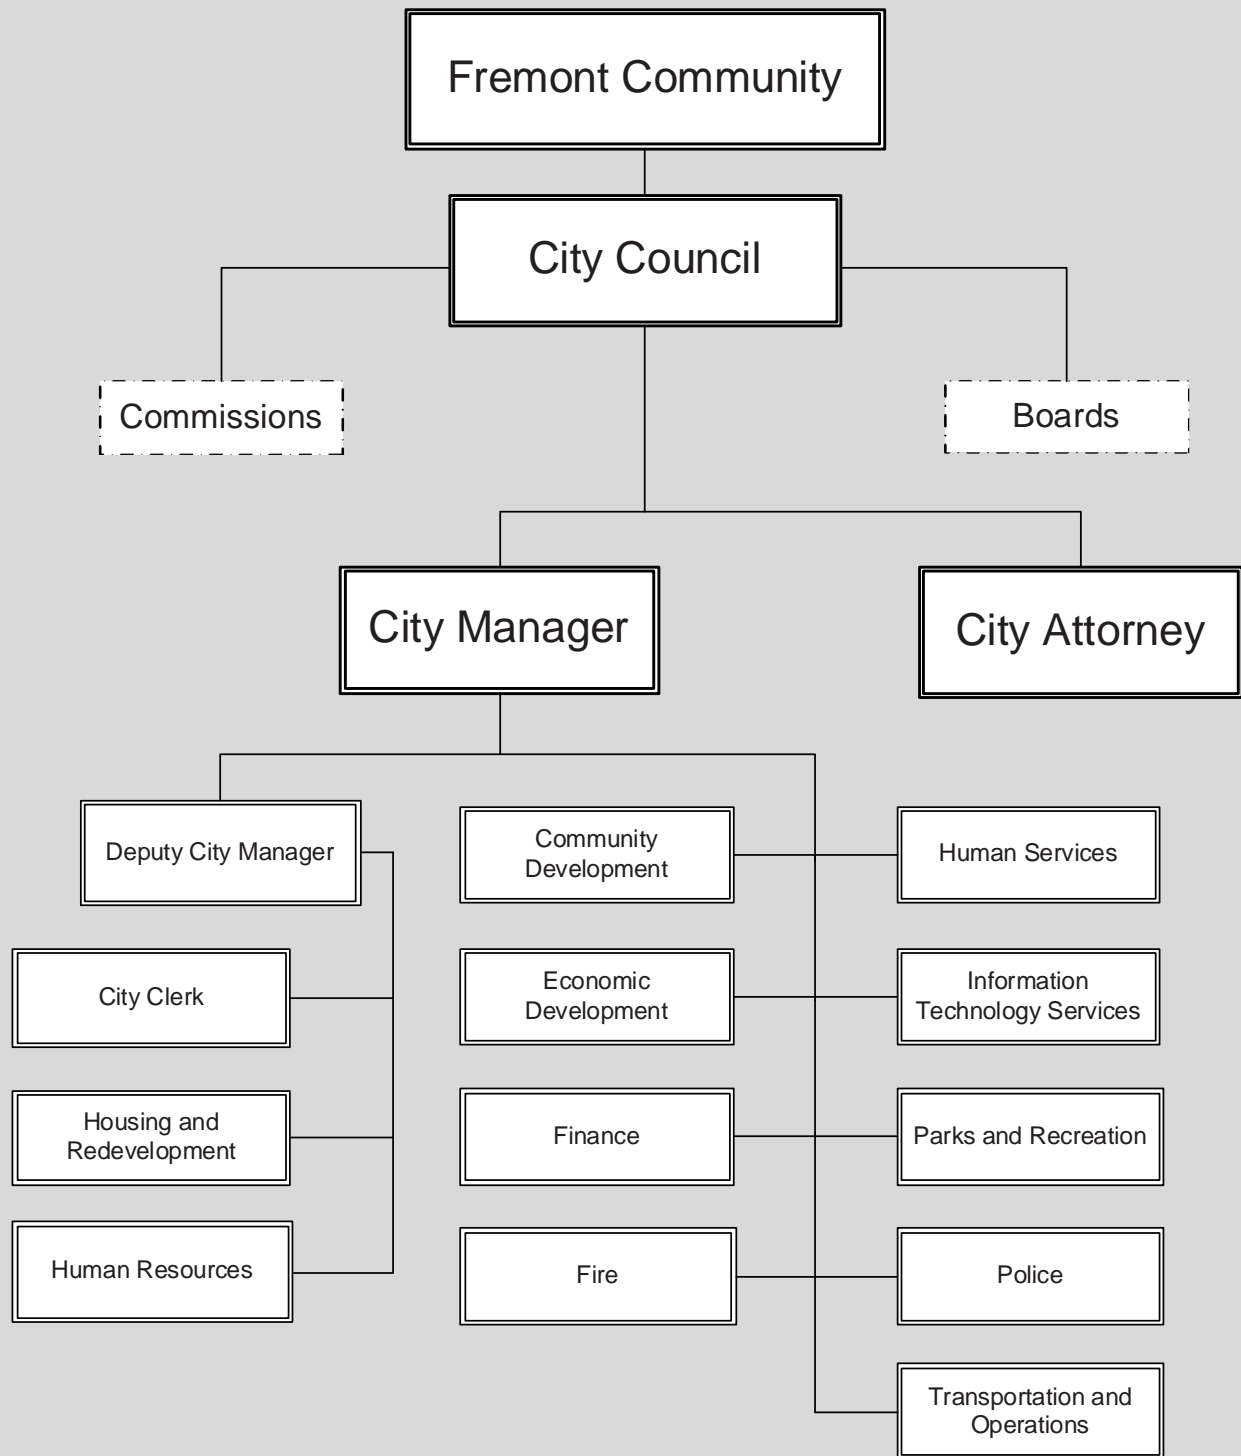 Fremont Community
City Council
Commissions
Boards
City Manager
City Attorney
Deputy City Manager
Community
Development
Human Services
City Clerk
Economic
Development
Information
Technology Services
Housing and
Redevelopment
Finance
Parks and Recreation
Human Resources
Fire
Police
Transportation and
Operations